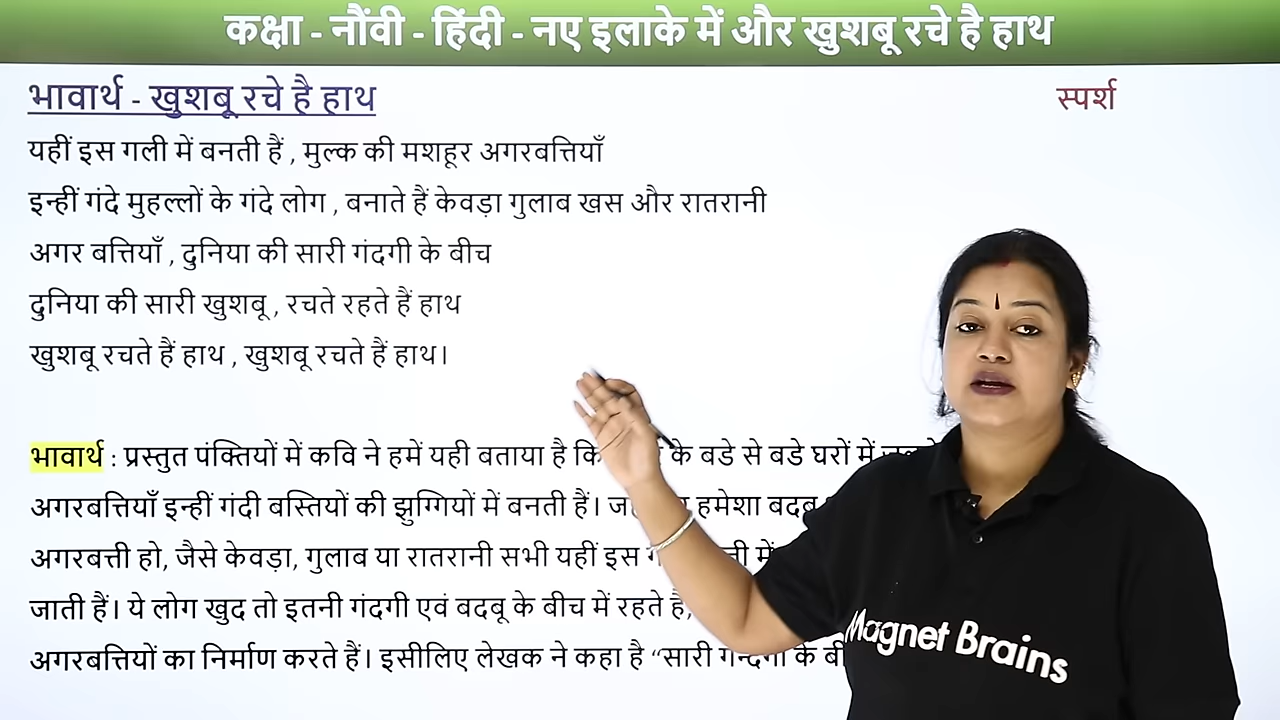 कक्षा - नौंवी - हिंदी - नए इलाके में और खुशबू रचे है हाथ
भावार्थ - खुशबू रचे है हाथ
स्पर्श
यहीं इस गली में बनती हैं , मुल्क की मशहूर अगरबत्तियाँ
इन्हीं गंदे मुहल्लों के गंदे लोग , बनाते हैं केवड़ा गुलाब खस और रातरानी
अगर बत्तियाँ , दुनिया की सारी गंदगी के बीच
दुनिया की सारी खुशबू , रचते रहते हैं हाथ
खुशबू रचते हैं हाथ , खुशबू रचते हैं हाथ।
भावार्थ : प्रस्तुत पंक्तियों में कवि ने हमें यही बताया है कि के बडे से बडे घरों में
अगरबत्तियाँ इन्हीं गंदी बस्तियों की झुग्गियों में बनती हैं। हमेशा
अगरबत्ती हो, जैसे केवड़ा, गुलाब या रातरानी सभी यहीं इस में
जाती हैं। ये लोग खुद तो इतनी गंदगी एवं बदबू के बीच में रहते हैं,
अगरबत्तियों का निर्माण करते हैं। इसीलिए लेखक ने कहा है “सारी गन्दगी के
Magnet Brains